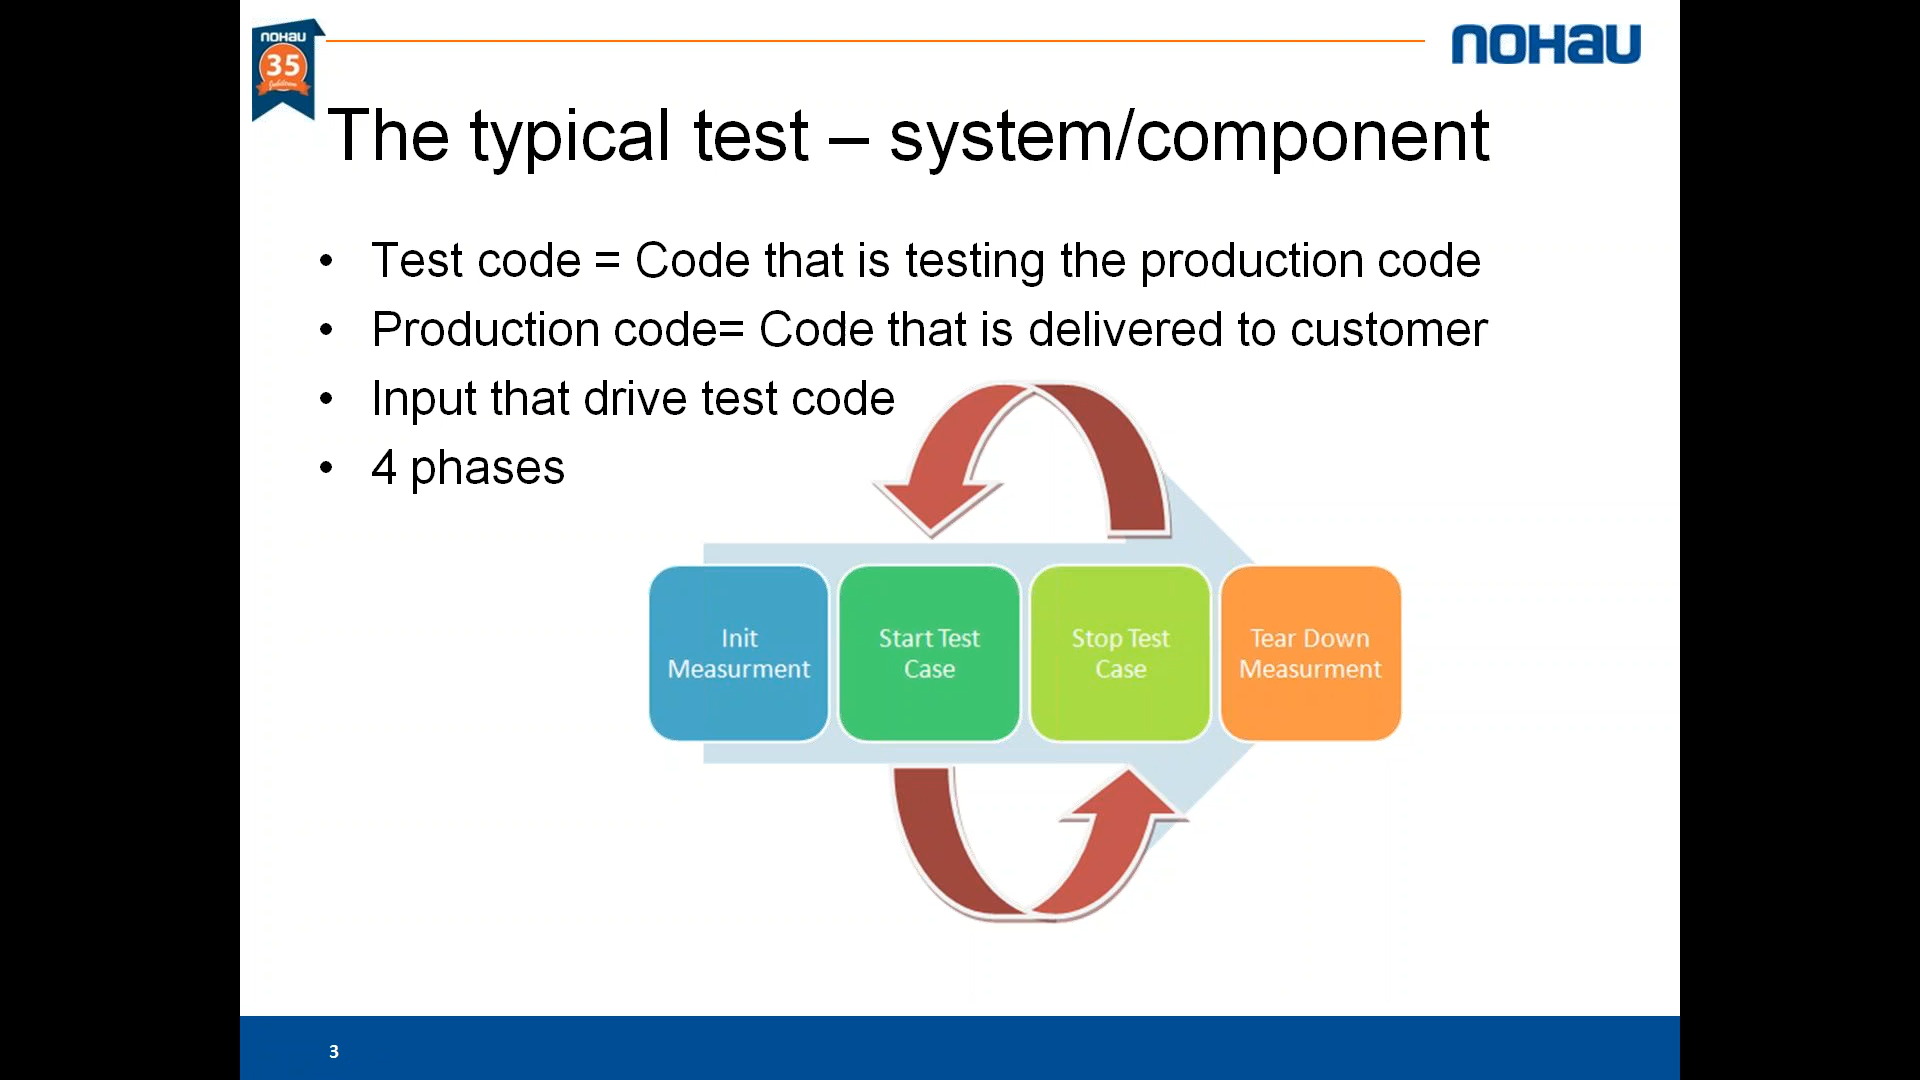 NOHAU
35
Jubileum
NOHAU
The typical test – system/component
• Test code = Code that is testing the production code
• Production code= Code that is delivered to customer
• Input that drive test code
• 4 phases
Init
Measurment
Start Test
Case
Stop Test
Case
Tear Down
Measurment
3